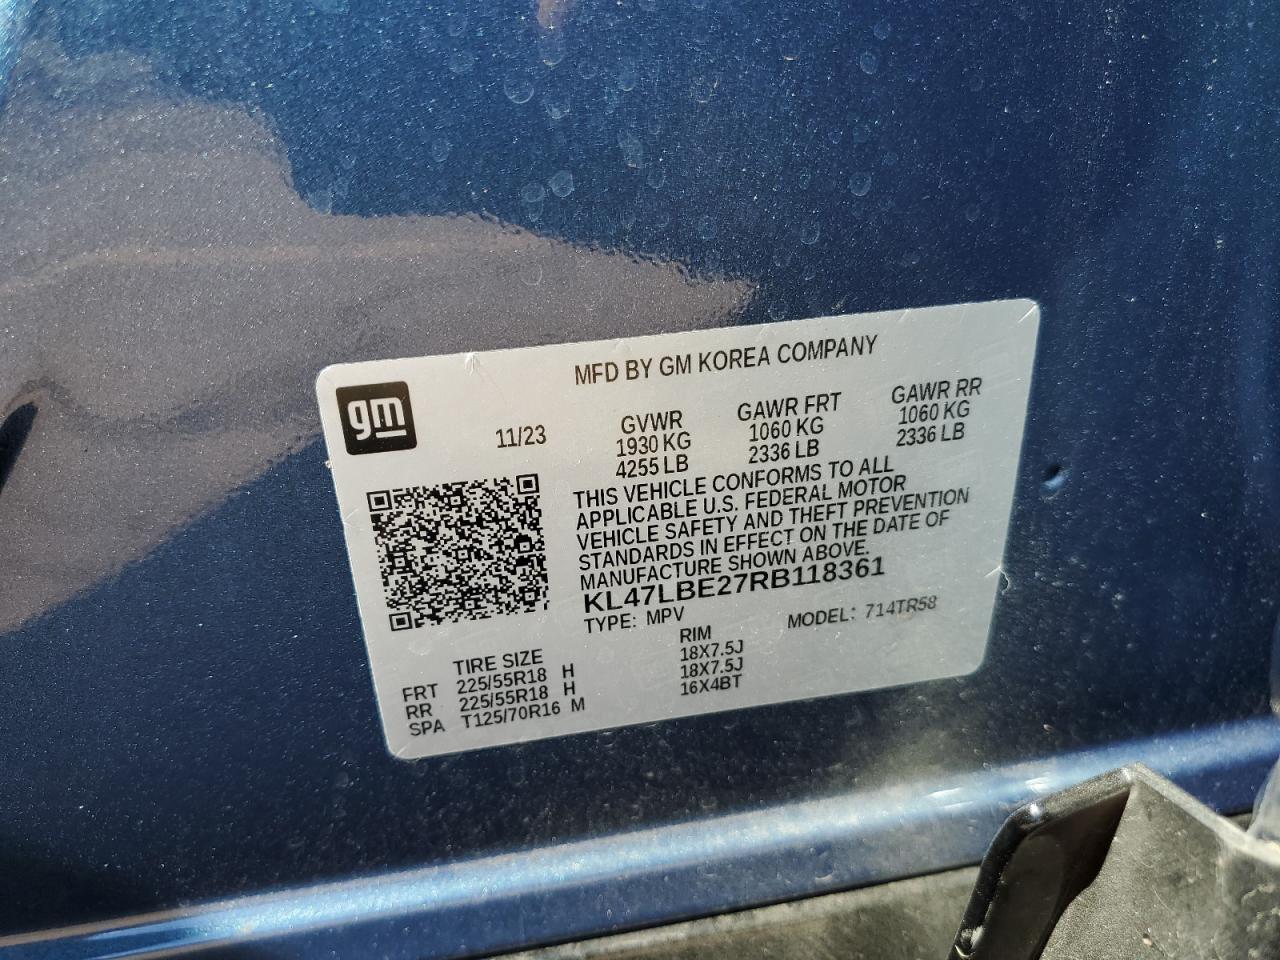 MFD BY GM KOREA COMPANY
gm
11/23
GVWR GAWR FRT GAWR RR
1930 KG 1060 KG 1060 KG
4255 LB 2336 LB 2336 LB
THIS VEHICLE CONFORMS TO ALL
APPLICABLE U.S. FEDERAL MOTOR
VEHICLE SAFETY AND THEFT PREVENTION
STANDARDS IN EFFECT ON THE DATE OF
MANUFACTURE SHOWN ABOVE.
KL47LBE27RB118361
TYPE: MPV MODEL: 714TR58
TIRE SIZE RIM
FRT 225/55R18 H 18X7.5J
RR 225/55R18 H 18X7.5J
SPA T125/70R16 M 16X4BT